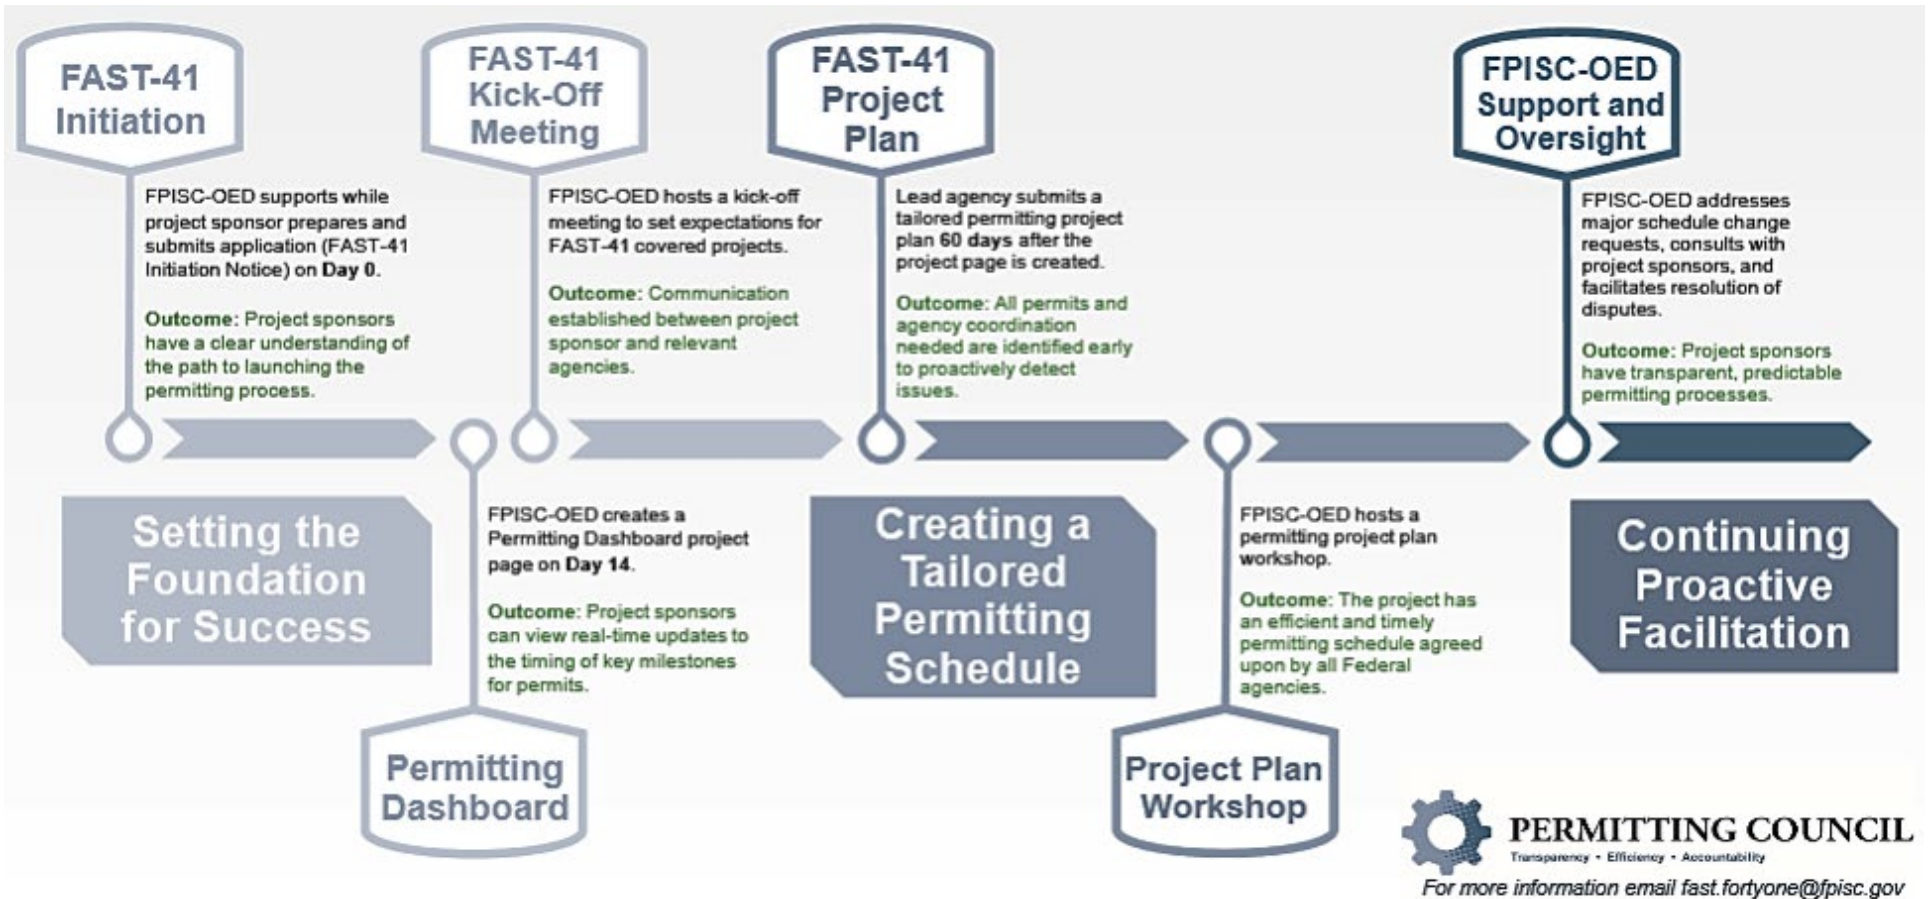 FAST-41
Initiation
FPISC-OED supports while
project sponsor prepares and
submits application (FAST-41
Initiation Notice) on Day 0.
Outcome: Project sponsors
have a clear understanding of
the path to launching the
permitting process.
Permitting
Dashboard
FPISC-OED creates a
Permitting Dashboard project
page on Day 14.
Outcome: Project sponsors
can view real-time updates to
the timing of key milestones
for permits.
FAST-41
Kick-Off
Meeting
FPISC-OED hosts a kick-off
meeting to set expectations for
FAST-41 covered projects.
Outcome: Communication
established between project
sponsor and relevant
agencies.
FAST-41
Project
Plan
Lead agency submits a
tailored permitting project
plan 60 days after the
project page is created.
Outcome: All permits and
agency coordination
needed are identified early
to proactively detect
issues.
Project Plan
Workshop
FPISC-OED hosts a
permitting project plan
workshop.
Outcome: The project has
an efficient and timely
permitting schedule agreed
upon by all Federal
agencies.
FPISC-OED
Support and
Oversight
FPISC-OED addresses
major schedule change
requests, consults with
project sponsors, and
facilitates resolution of
disputes.
Outcome: Project sponsors
have transparent, predictable
permitting processes.
Setting the
Foundation
for Success
Creating a
Tailored
Permitting
Schedule
Continuing
Proactive
Facilitation
PERMITTING COUNCIL
Transparency • Efficiency • Accountability
For more information email fast.fortyone@fpisc.gov